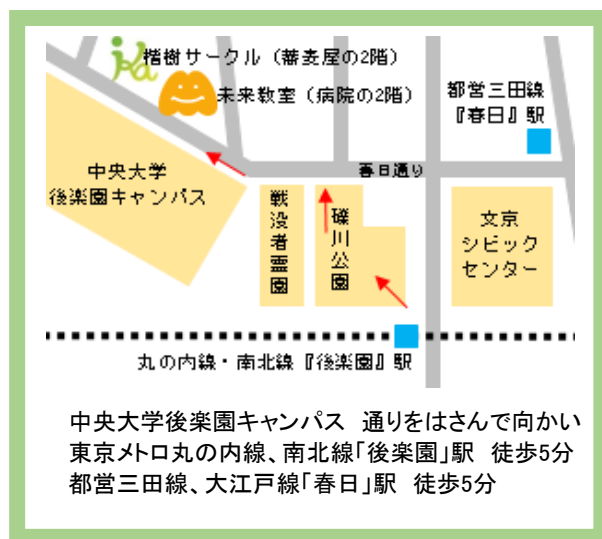 楷樹サークル（蕎麦屋の2階）
未来教室（病院の2階）
都営三田線
『春日』駅
春日通り
中央大学
後楽園キャンパス
戦没者霊園
礫川公園
文京
シビック
センター
丸の内線・南北線『後楽園』駅
中央大学後楽園キャンパス　通りをはさんで向かい
東京メトロ丸の内線、南北線「後楽園」駅　徒歩5分
都営三田線、大江戸線「春日」駅　徒歩5分